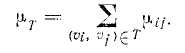 μ_T = ∑_{(v_i, v_j) ∈ T} μ_{ij}.